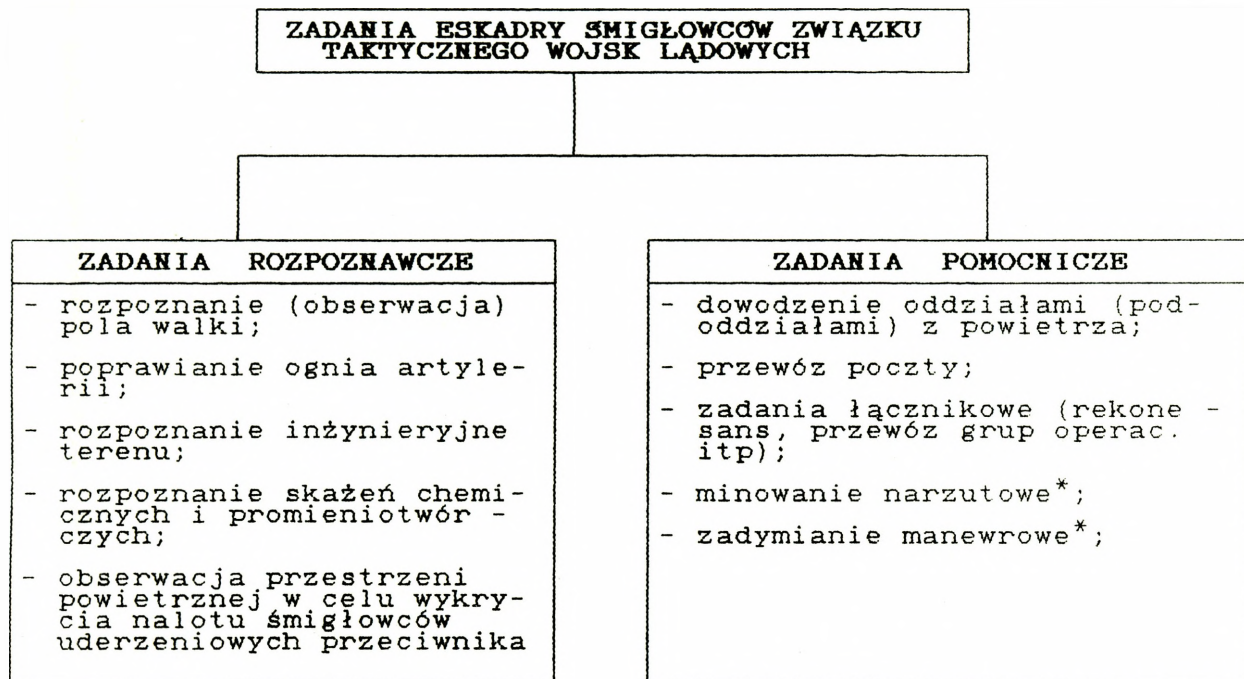 ZADANIA ESKADRY ŚMIGŁOWCÓW ZWIĄZKU
TAKTYCZNEGO WOJSK LĄDOWYCH
ZADANIA ROZPOZNAWCZE
- rozpoznanie (obserwacja)
pola walki;
- poprawianie ognia artyle-
rii;
- rozpoznanie inżynieryjne
terenu;
- rozpoznanie skażeń chemi-
cznych i promieniotwór -
czych;
- obserwacja przestrzeni
powietrznej w celu wykry-
cia nalotu śmigłowców
uderzeniowych przeciwnika
ZADANIA POMOCNICZE
- dowodzenie oddziałami (pod-
oddziałami) z powietrza;
- przewóz poczty;
- zadania łącznikowe (rekone -
sans, przewóz grup operac.
itp);
- minowanie narzutowe*;
- zadymianie manewrowe*;